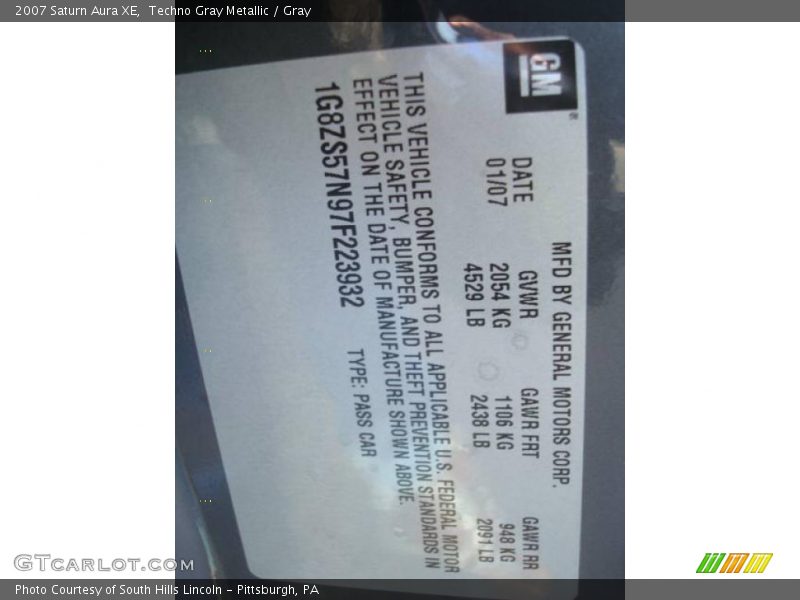 2007 Saturn Aura XE, Techno Gray Metallic / Gray
GM
®
MFD BY GENERAL MOTORS CORP.
DATE GVWR GAWR FRT GAWR RR
01/07 2054 KG 1106 KG 948 KG
4529 LB 2438 LB 2091 LB
THIS VEHICLE CONFORMS TO ALL APPLICABLE U.S. FEDERAL MOTOR
VEHICLE SAFETY, BUMPER, AND THEFT PREVENTION STANDARDS IN
EFFECT ON THE DATE OF MANUFACTURE SHOWN ABOVE.
1G8ZS57N97F223932 TYPE: PASS CAR
GTCARLOT.COM
Photo Courtesy of South Hills Lincoln - Pittsburgh, PA